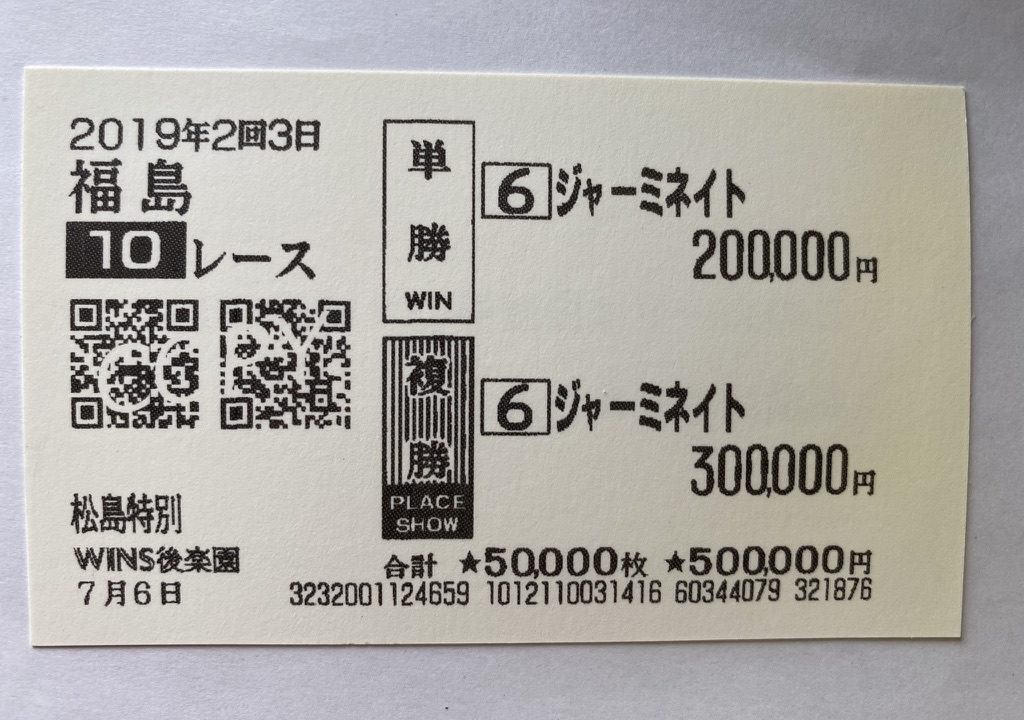 2019年2回3日
福島
10レース
COPY
松島特別
WINS後楽園
7月6日
単勝
WIN
6 ジャーミネイト
200,000円
複勝
PLACE
SHOW
6 ジャーミネイト
300,000円
合計 ★50,000枚 ★500,000円
3232001124659 1012110031416 60344079 321876